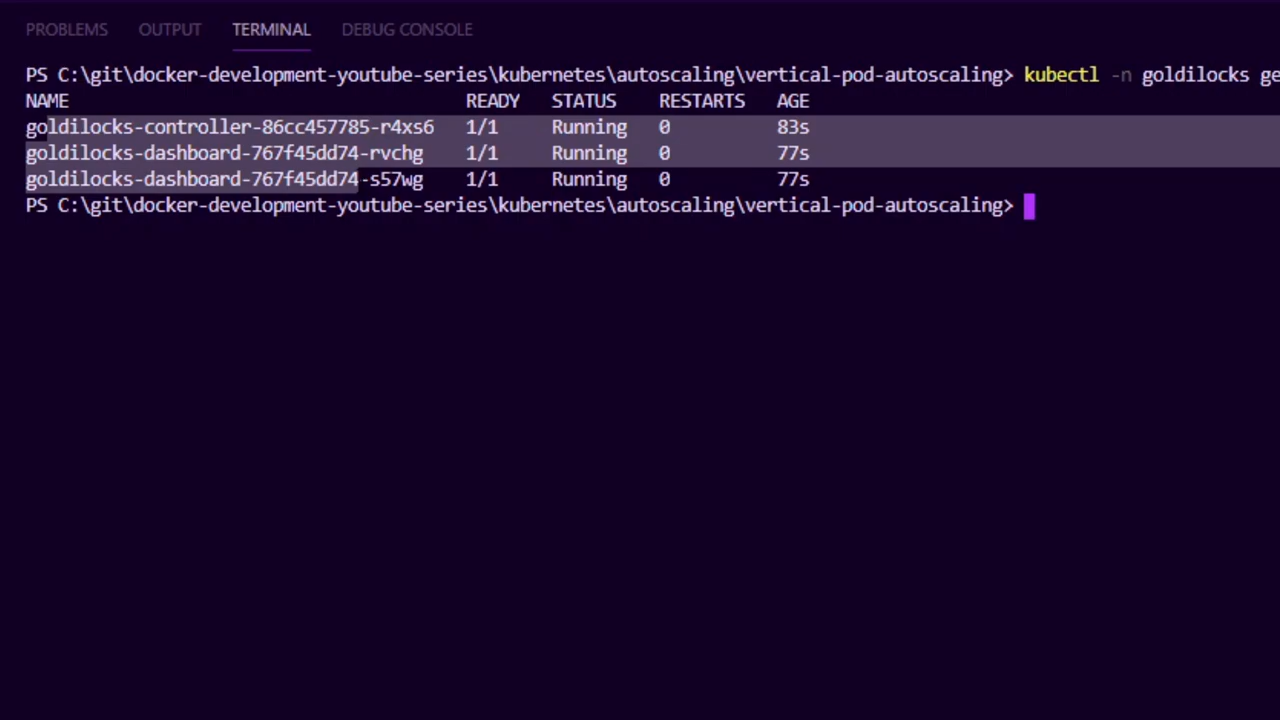 PROBLEMS OUTPUT TERMINAL DEBUG CONSOLE
PS C:\git\docker-development-youtube-series\kubernetes\autoscaling\vertical-pod-autoscaling> kubectl -n goldilocks ge
NAME READY STATUS RESTARTS AGE
goldilocks-controller-86cc457785-r4xs6 1/1 Running 0 83s
goldilocks-dashboard-767f45dd74-rvchg 1/1 Running 0 77s
goldilocks-dashboard-767f45dd74-s57wg 1/1 Running 0 77s
PS C:\git\docker-development-youtube-series\kubernetes\autoscaling\vertical-pod-autoscaling>